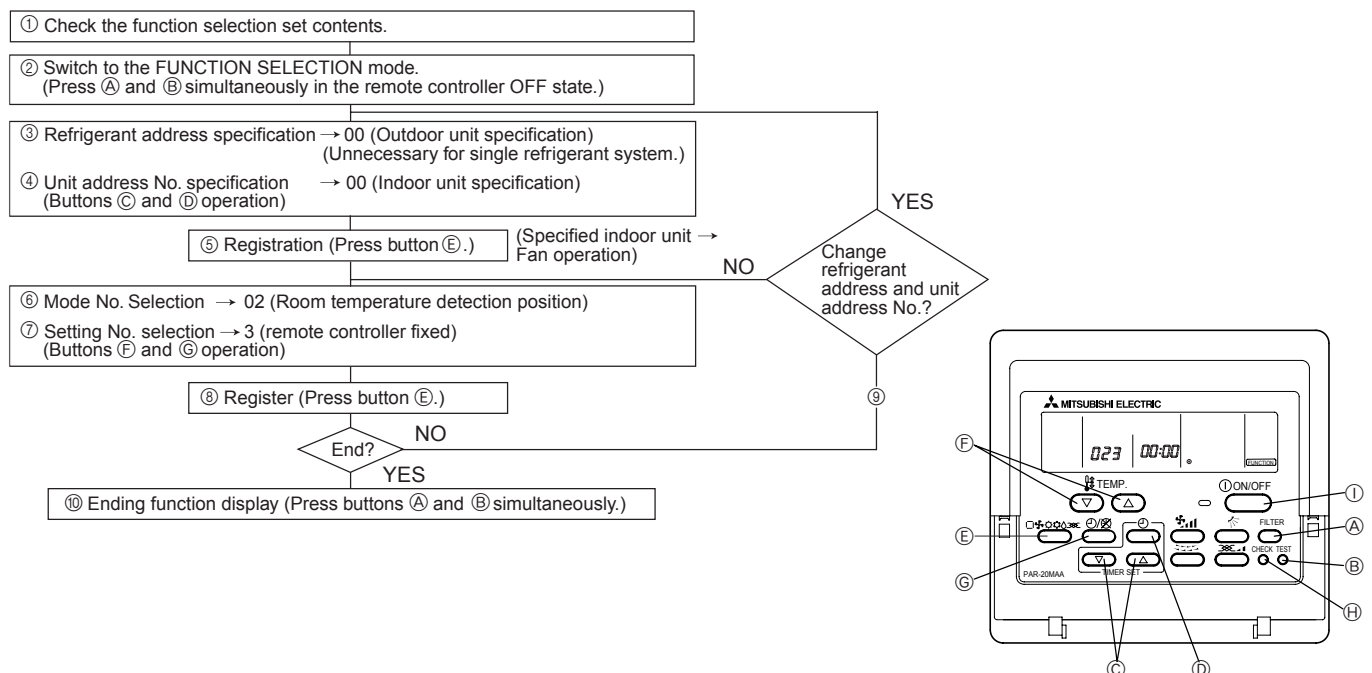 ① Check the function selection set contents.
② Switch to the FUNCTION SELECTION mode.
(Press Ⓐ and Ⓑ simultaneously in the remote controller OFF state.)
③ Refrigerant address specification → 00 (Outdoor unit specification)
(Unnecessary for single refrigerant system.)
④ Unit address No. specification → 00 (Indoor unit specification)
(Buttons Ⓒ and Ⓓ operation)
YES
⑤ Registration (Press button Ⓔ.)
(Specified indoor unit →
Fan operation)
NO
Change
refrigerant
address and unit
address No.?
⑥ Mode No. Selection → 02 (Room temperature detection position)
⑦ Setting No. selection → 3 (remote controller fixed)
(Buttons Ⓕ and Ⓖ operation)
⑧ Register (Press button Ⓔ.)
⑨
End?
NO
YES
⑩ Ending function display (Press buttons Ⓐ and Ⓑ simultaneously.)
MITSUBISHI ELECTRIC
023 00:00
FUNCTION
Ⓕ
TEMP.
ON/OFF
Ⓘ
FILTER
Ⓐ
Ⓔ
CHECK TEST
Ⓑ
Ⓖ
PAR-20MAA
TIMER SET
Ⓗ
Ⓒ
Ⓓ